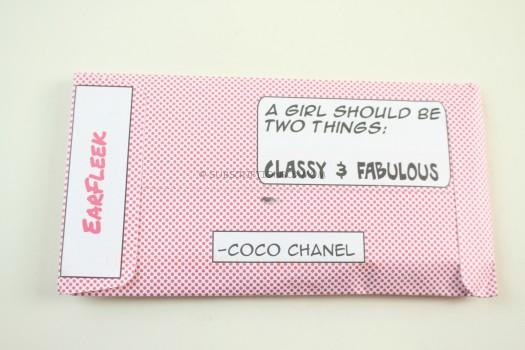 A GIRL SHOULD BE
TWO THINGS:
CLASSY & FABULOUS
-COCO CHANEL
EARFLEEK